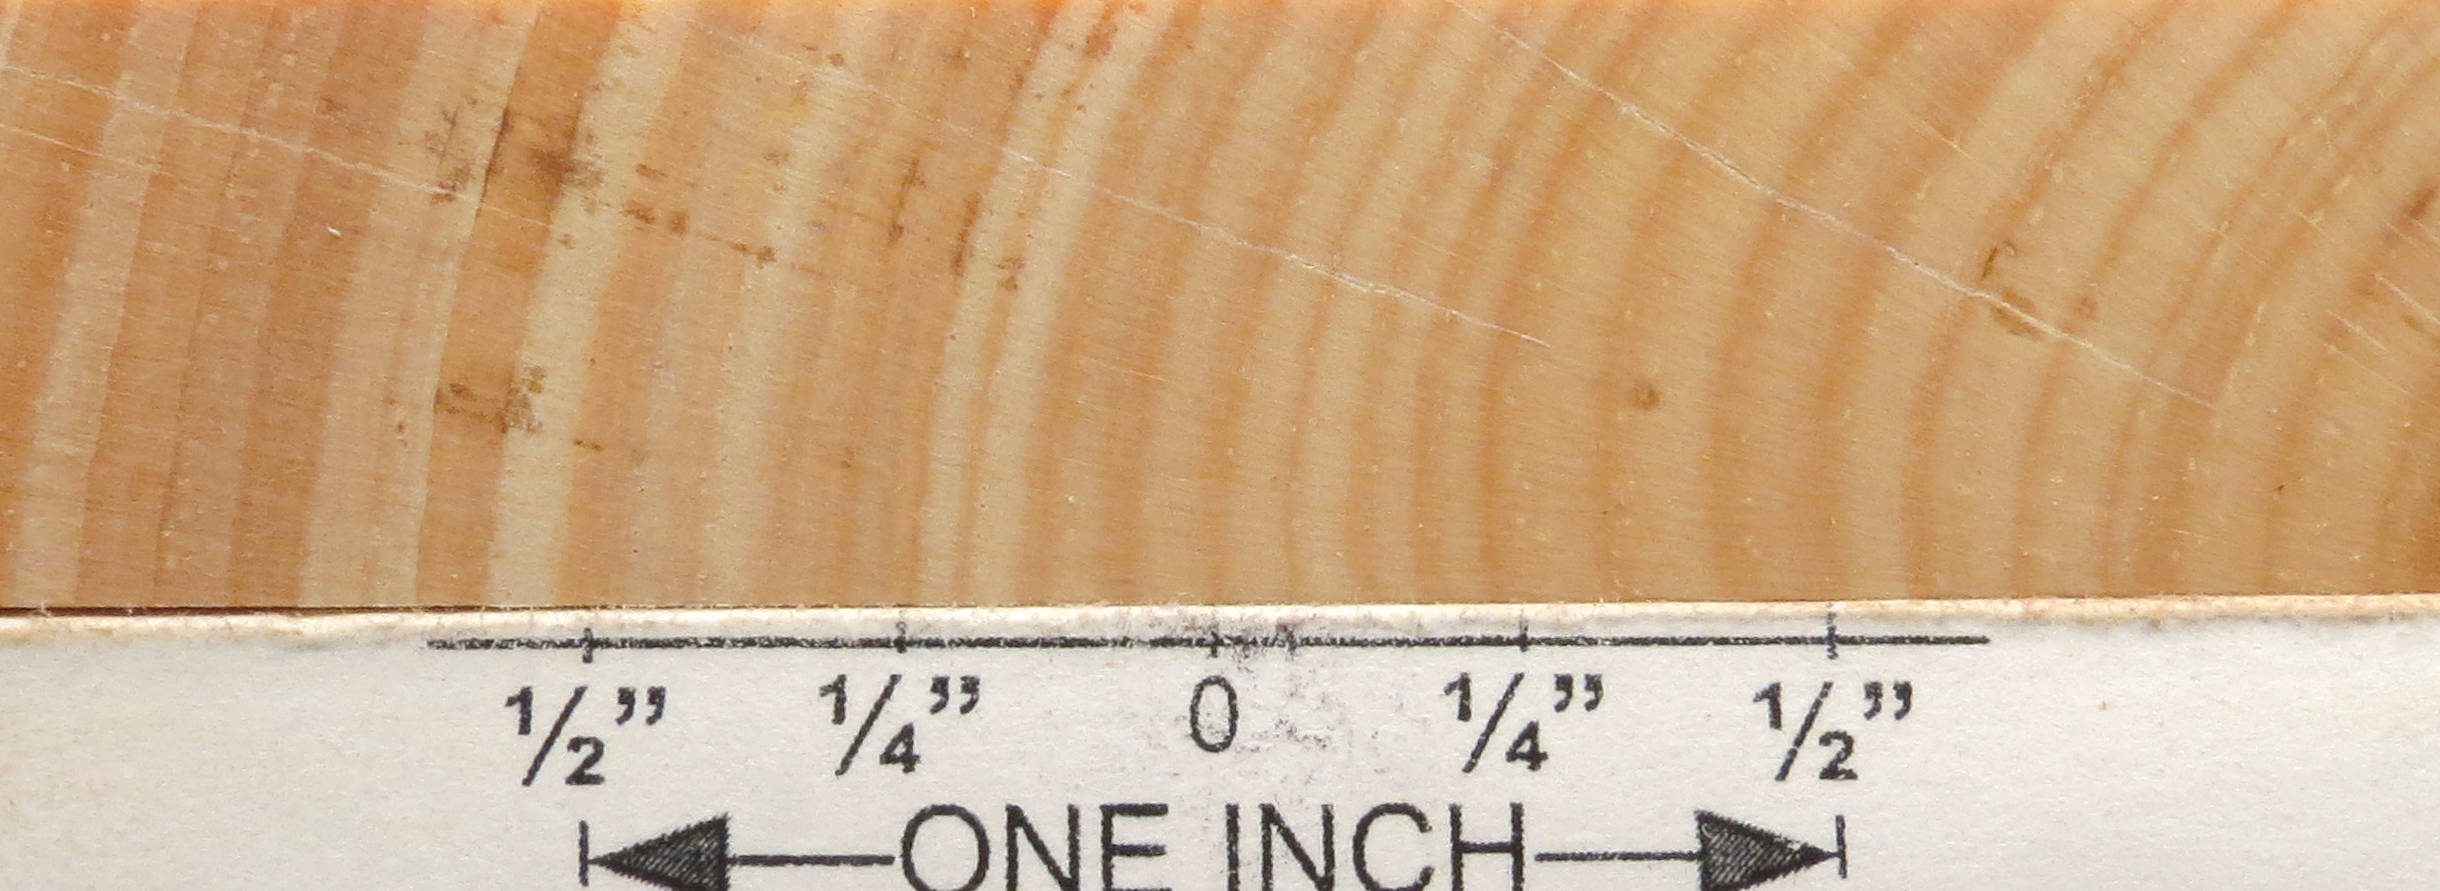 1/2” 1/4” 0 1/4” 1/2”
ONE INCH